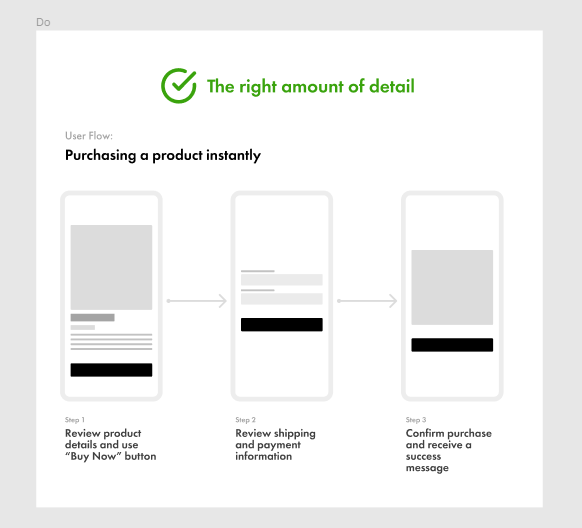 Do
The right amount of detail
User Flow:
Purchasing a product instantly
Step 1
Review product
details and use
“Buy Now” button
Step 2
Review shipping
and payment
information
Step 3
Confirm purchase
and receive a
success
message